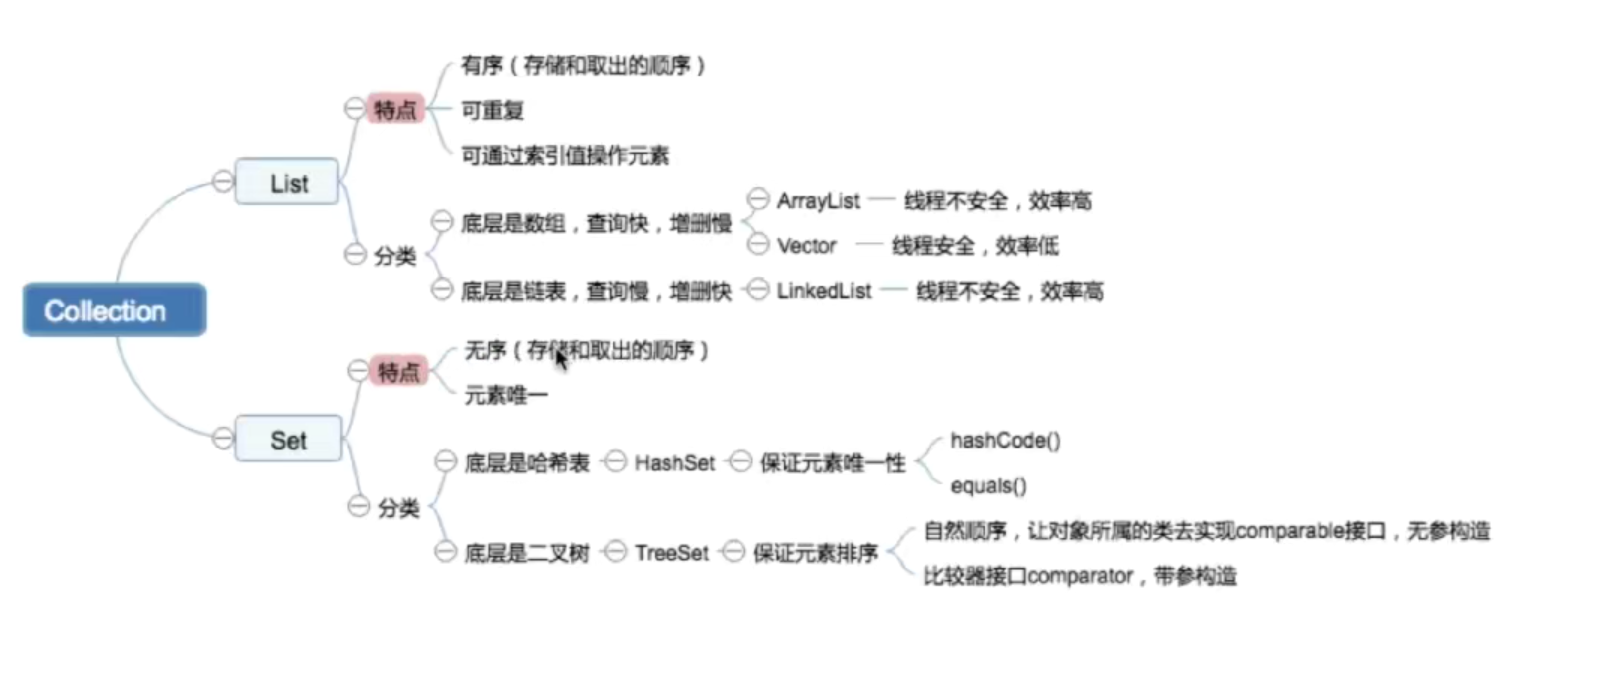 Collection
List
特点
有序（存储和取出的顺序）
可重复
可通过索引值操作元素
分类
底层是数组，查询快，增删慢
ArrayList
线程不安全，效率高
Vector
线程安全，效率低
底层是链表，查询慢，增删快
LinkedList
线程不安全，效率高
Set
特点
无序（存储和取出的顺序）
元素唯一
分类
底层是哈希表
HashSet
保证元素唯一性
hashCode()
equals()
底层是二叉树
TreeSet
保证元素排序
自然顺序，让对象所属的类去实现comparable接口，无参构造
比较器接口comparator，带参构造